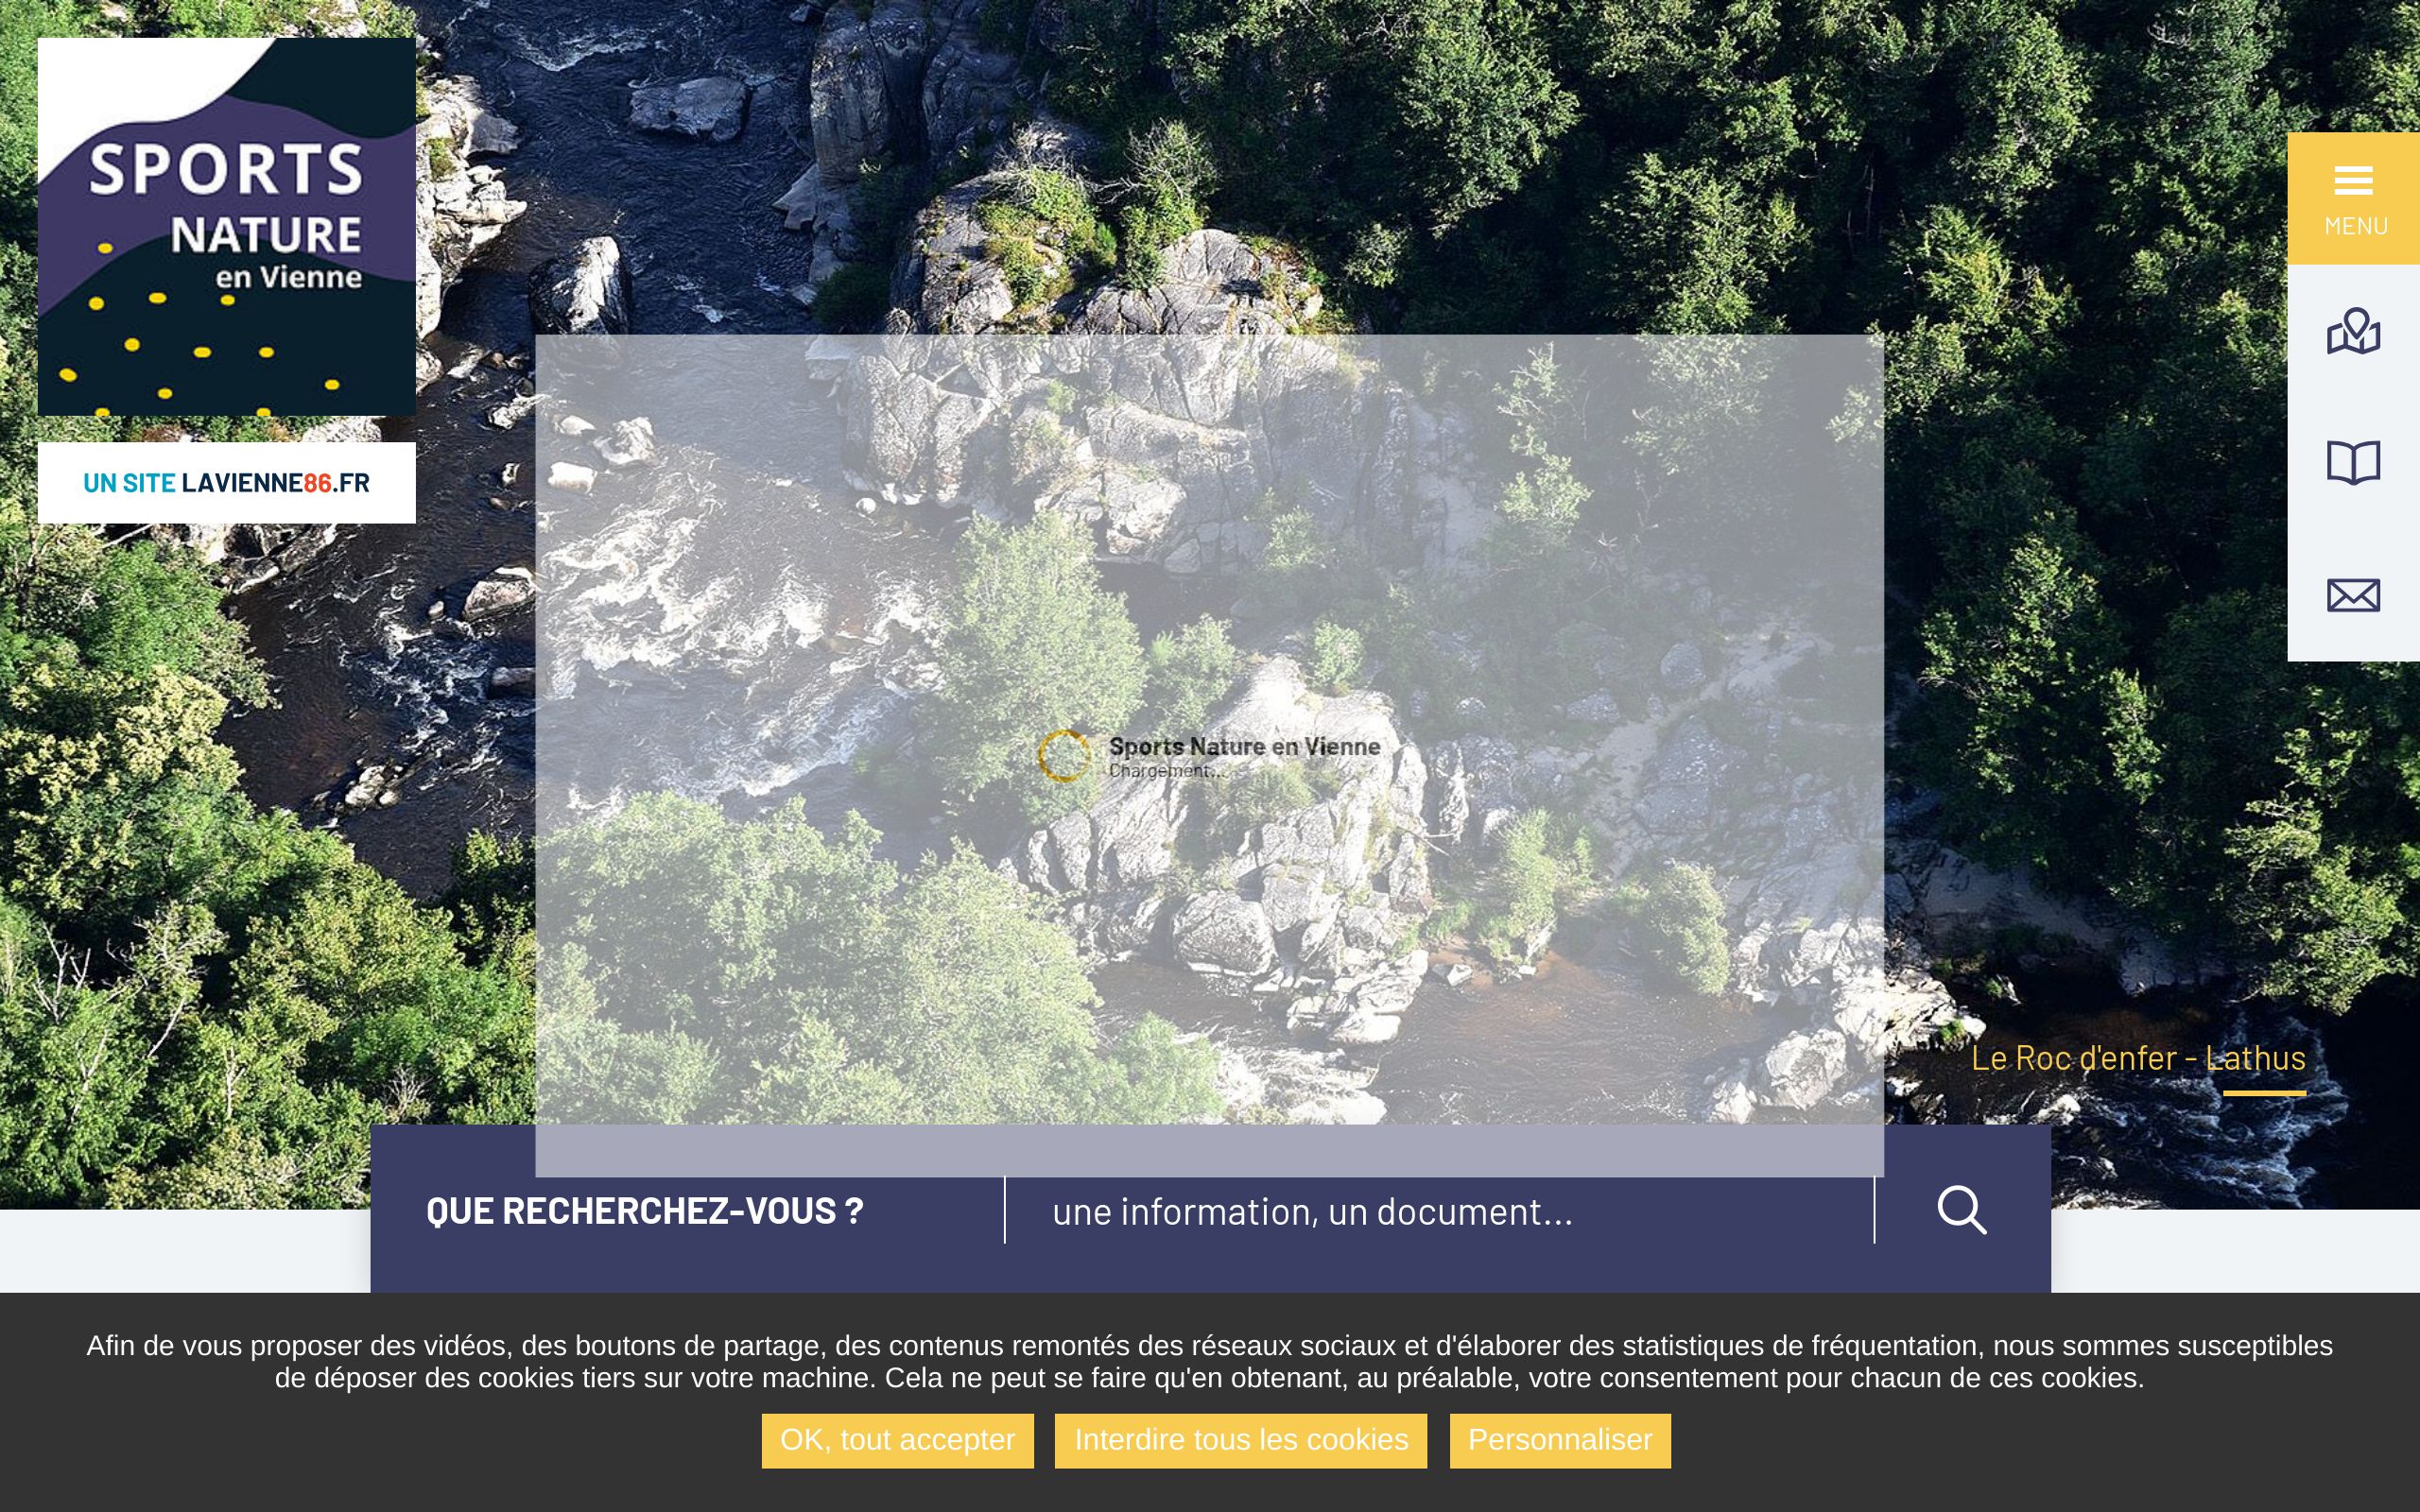 SPORTS
NATURE
en Vienne
UN SITE LAVIENNE86.FR
MENU
Sports Nature en Vienne
Chargement...
Le Roc d'enfer - Lathus
QUE RECHERCHEZ-VOUS ?
une information, un document...
Afin de vous proposer des vidéos, des boutons de partage, des contenus remontés des réseaux sociaux et d'élaborer des statistiques de fréquentation, nous sommes susceptibles
de déposer des cookies tiers sur votre machine. Cela ne peut se faire qu'en obtenant, au préalable, votre consentement pour chacun de ces cookies.
OK, tout accepter
Interdire tous les cookies
Personnaliser